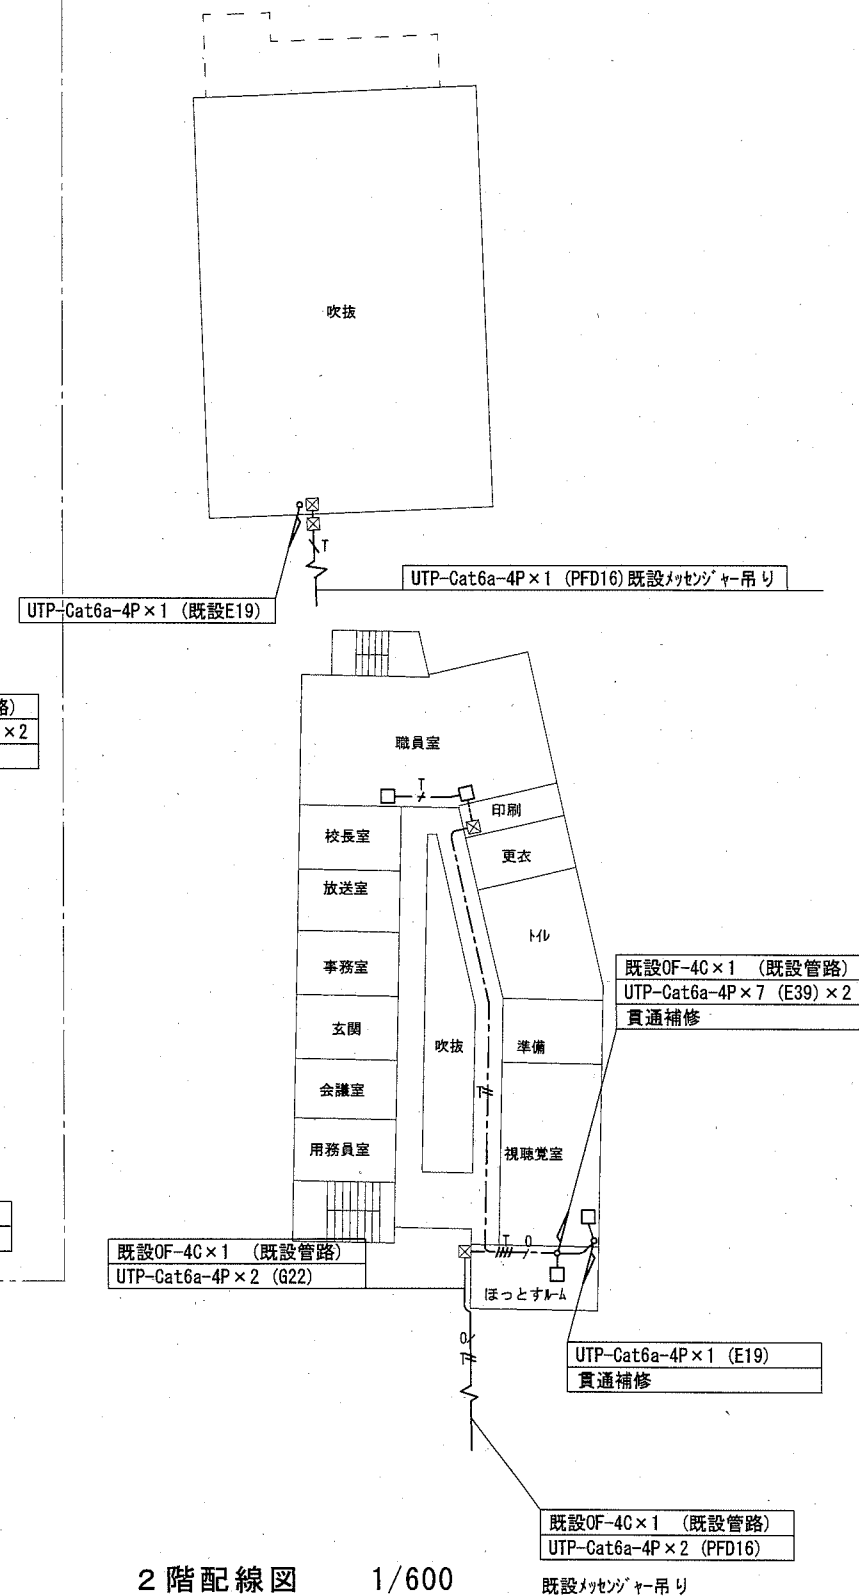 吹抜
T
UTP-Cat6a-4P×1 (PFD16)既設メッセンジャー吊り
UTP-Cat6a-4P×1 (既設E19)
路)
×2
職員室
T
印刷
校長室
更衣
放送室
トイレ
事務室
既設OF-4C×1 (既設管路)
UTP-Cat6a-4P×7 (E39)×2
貫通補修
玄関
吹抜
準備
会議室
T
用務員室
視聴覚室
既設OF-4C×1 (既設管路)
UTP-Cat6a-4P×2 (G22)
T O
ほっとするルーム
O
T
UTP-Cat6a-4P×1 (E19)
貫通補修
既設OF-4C×1 (既設管路)
UTP-Cat6a-4P×2 (PFD16)
既設メッセンジャー吊り
2階配線図 1/600